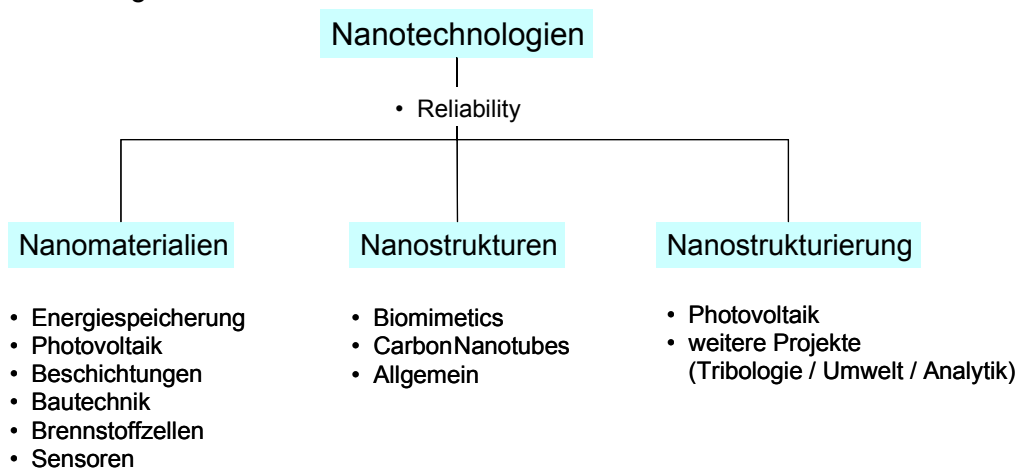 Nanotechnologien
• Reliability
Nanomaterialien
• Energiespeicherung
• Photovoltaik
• Beschichtungen
• Bautechnik
• Brennstoffzellen
• Sensoren
Nanostrukturen
• Biomimetics
• CarbonNanotubes
• Allgemein
Nanostrukturierung
• Photovoltaik
• weitere Projekte
(Tribologie / Umwelt / Analytik)